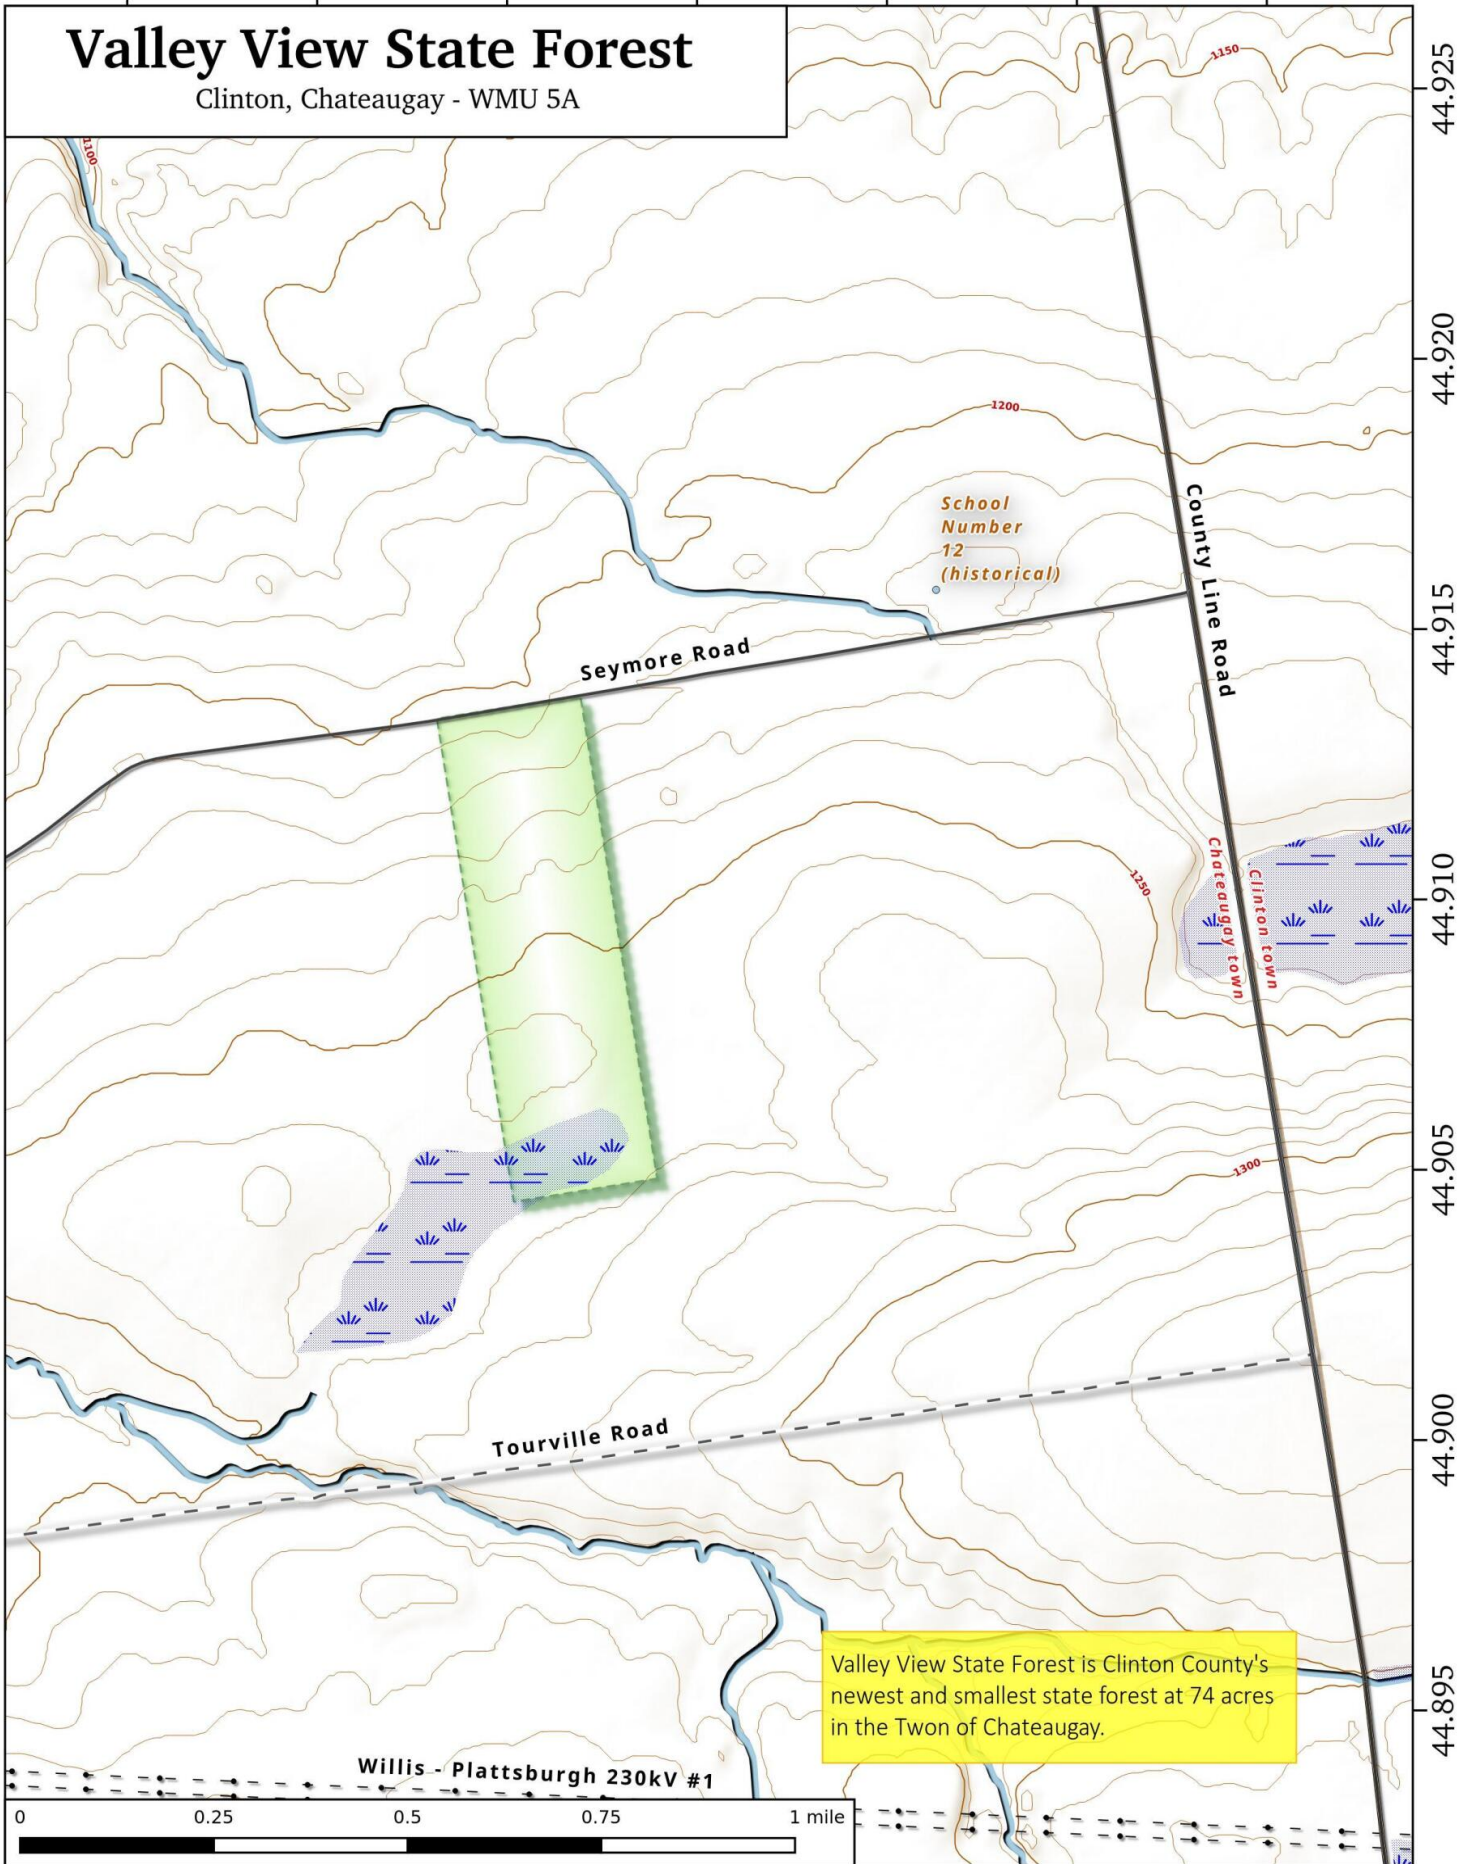 Valley View State Forest
Clinton, Chateaugay - WMU 5A
1150
44.925
1100
44.920
1200
School
Number
12
(historical)
County Line Road
44.915
Seymore Road
1250
Chateaugay town
Clinton town
44.910
44.905
1300
44.900
Tourville Road
Valley View State Forest is Clinton County's
newest and smallest state forest at 74 acres
in the Twon of Chateaugay.
44.895
Willis - Plattsburgh 230kV #1
0 0.25 0.5 0.75 1 mile